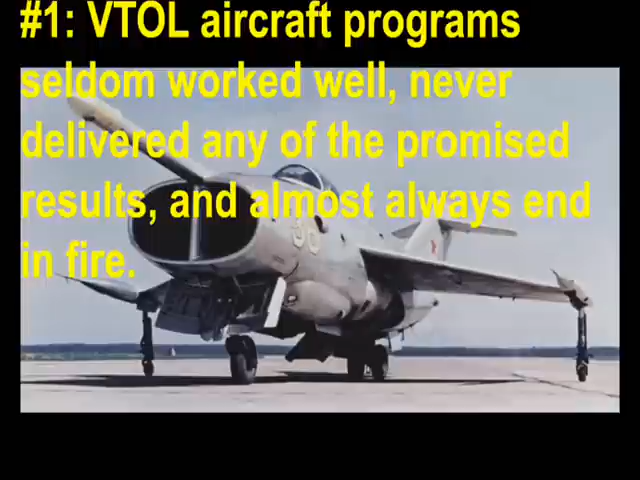 #1: VTOL aircraft programs
seldom worked well, never
delivered any of the promised
results, and almost always end
in fire.